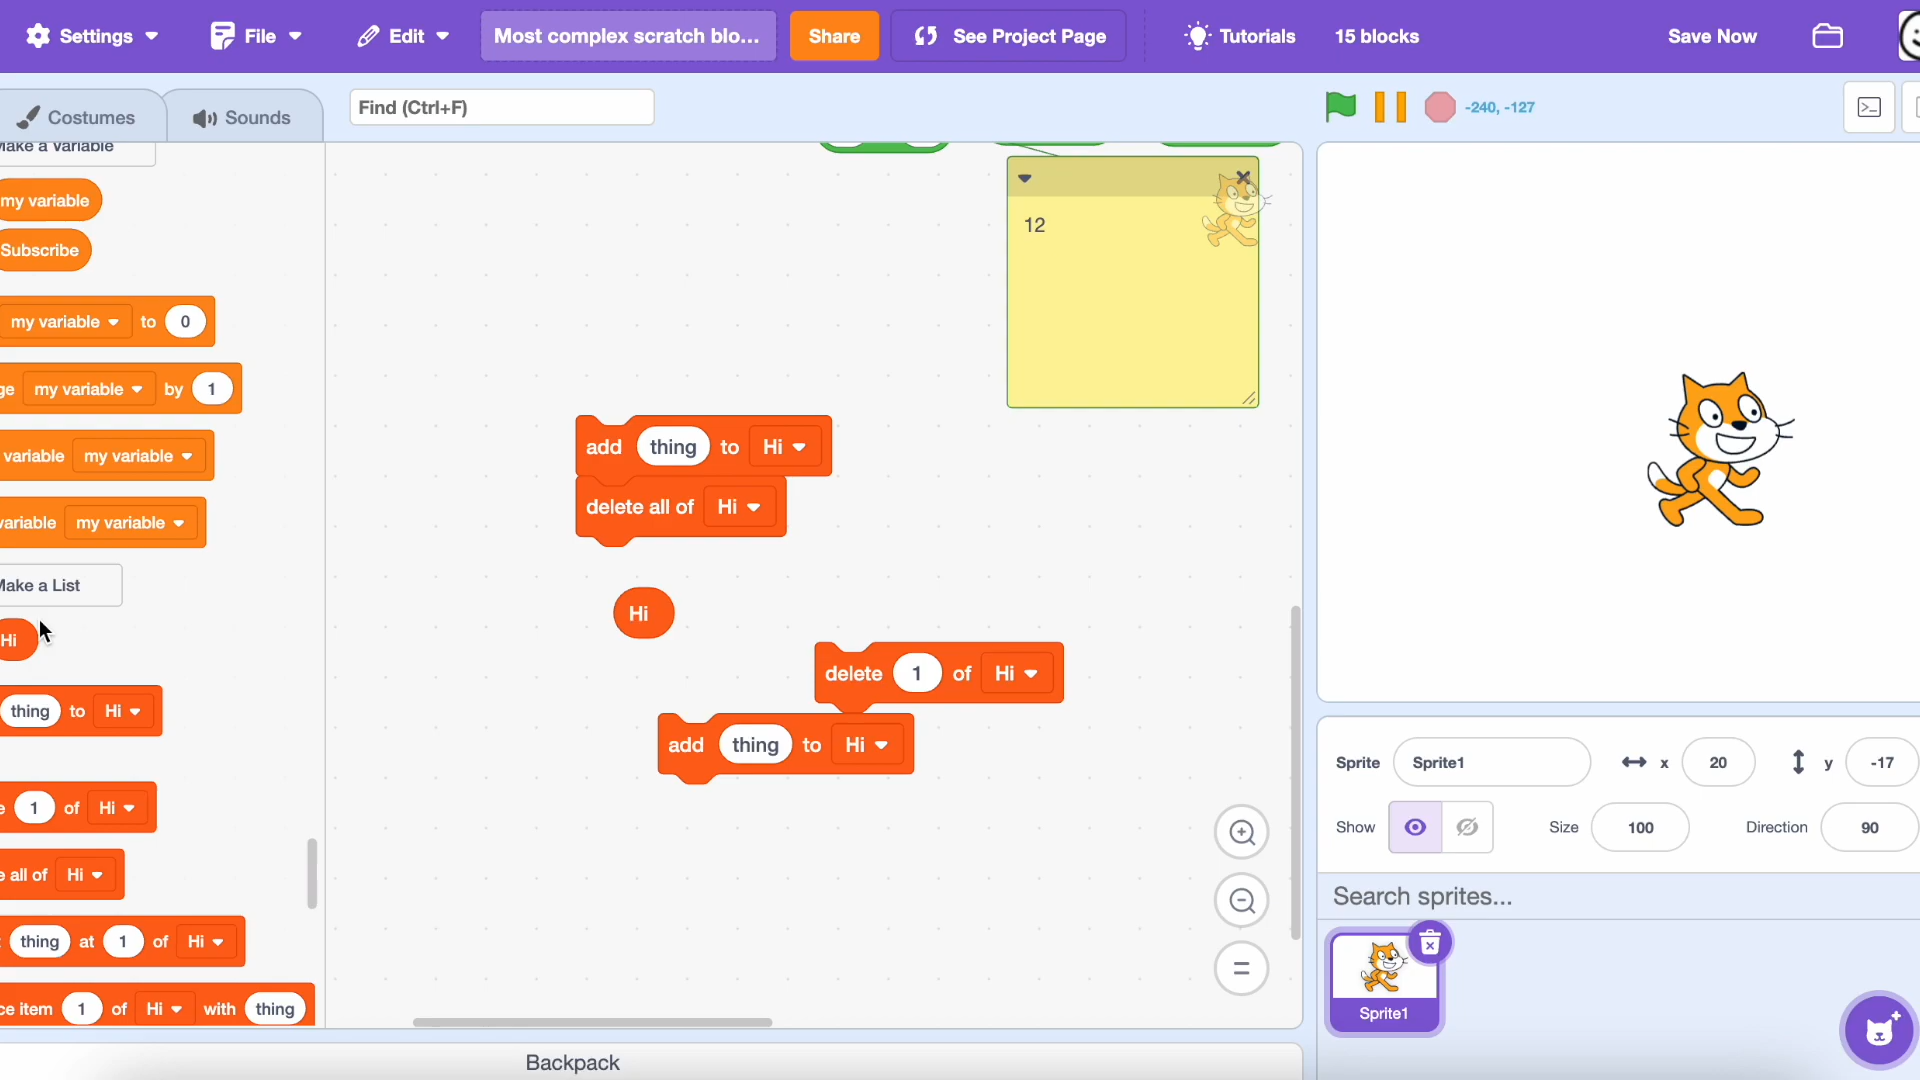 Settings File Edit Most complex scratch blo... Share See Project Page Tutorials 15 blocks Save Now
Costumes Sounds Find (Ctrl+F) -240, -127
Make a Variable
my variable
Subscribe
my variable to 0
ge my variable by 1
variable my variable
variable my variable
Make a List
Hi
thing to Hi
e 1 of Hi
e all of Hi
thing at 1 of Hi
ce item 1 of Hi with thing
12
add thing to Hi
delete all of Hi
Hi
delete 1 of Hi
add thing to Hi
Backpack
Sprite Sprite1 x 20 y -17
Show Size 100 Direction 90
Search sprites...
Sprite1